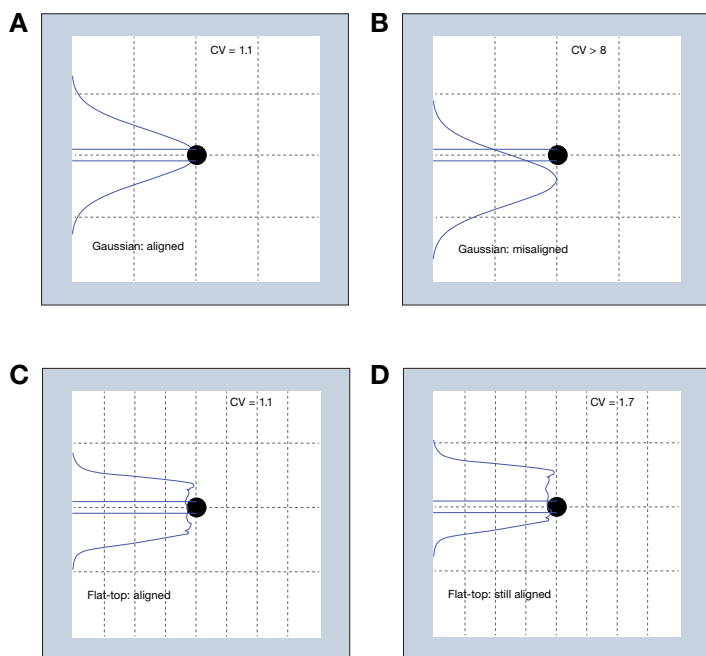 A
CV = 1.1
Gaussian: aligned
B
CV > 8
Gaussian: misaligned
C
CV = 1.1
Flat-top: aligned
D
CV = 1.7
Flat-top: still aligned